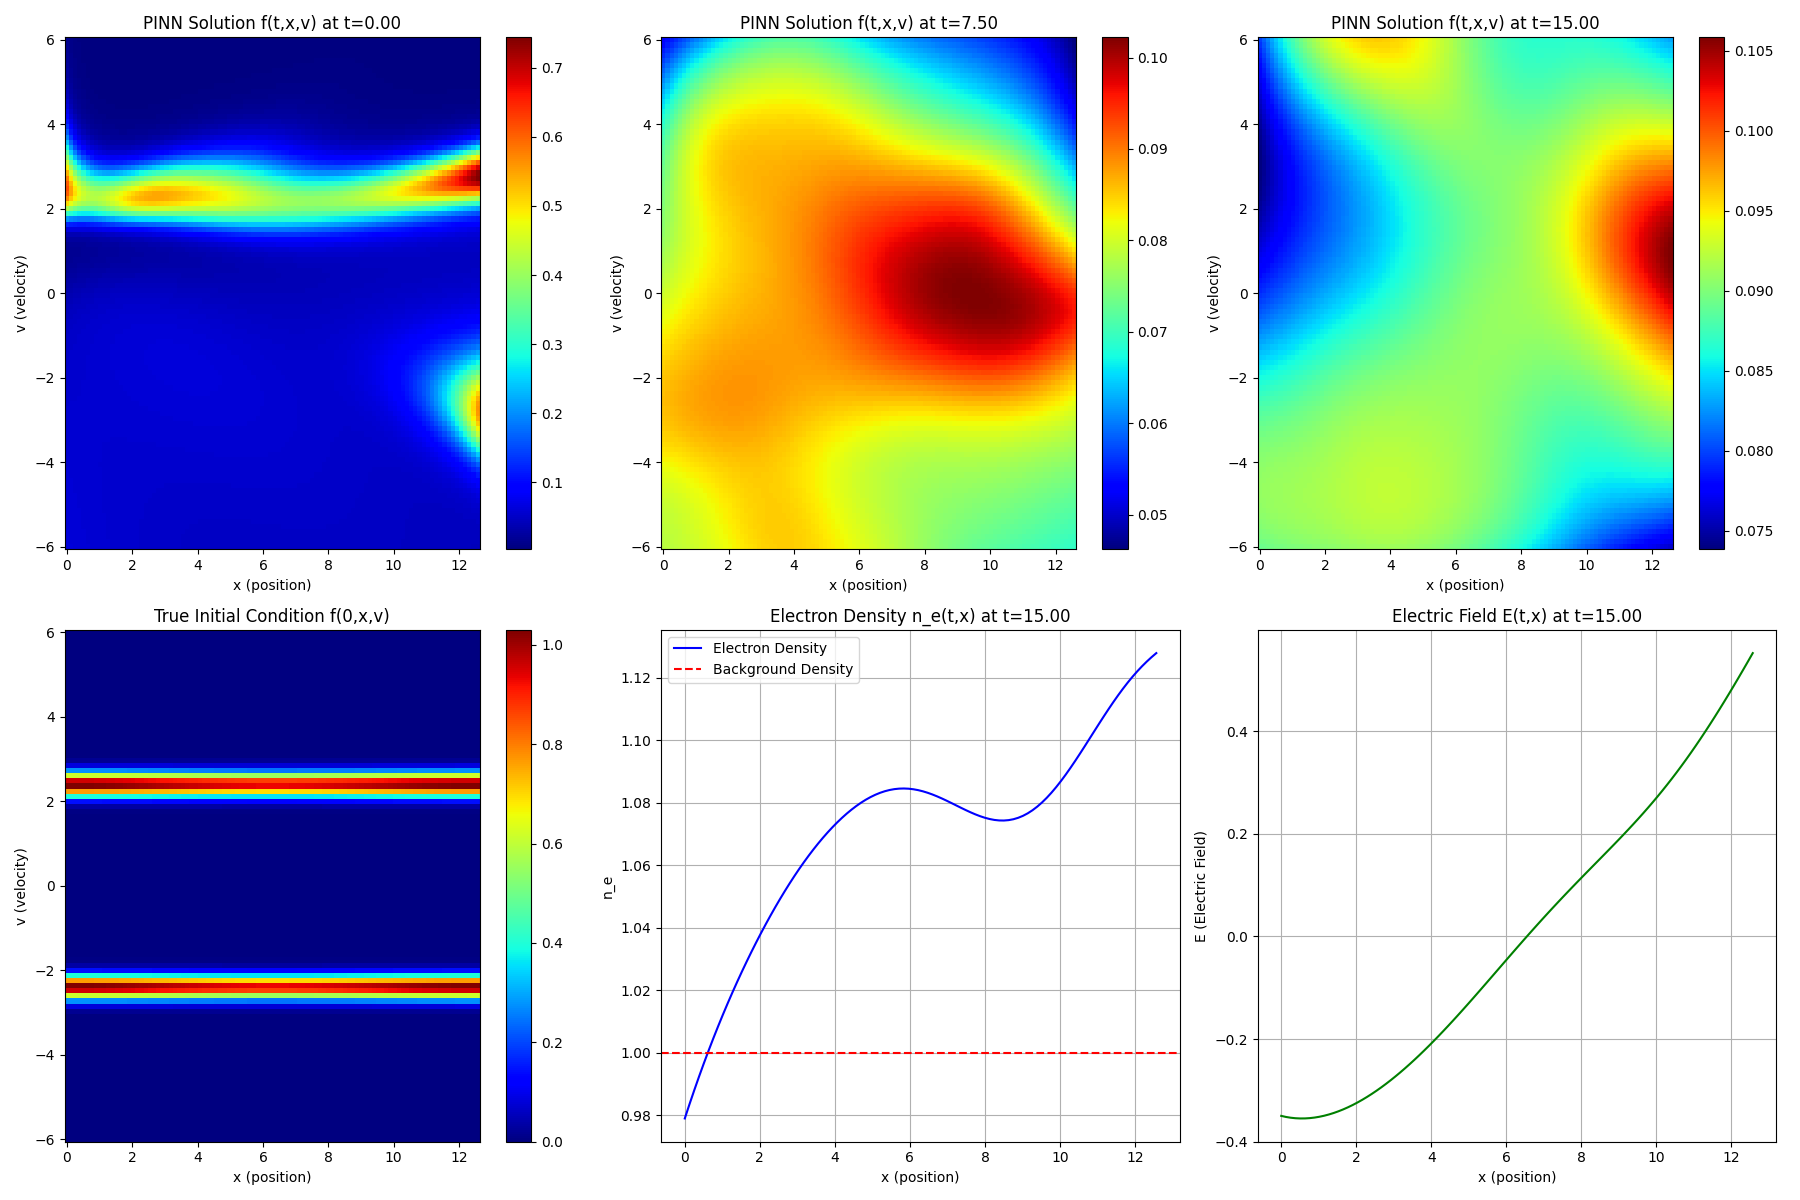 PINN Solution f(t,x,v) at t=0.00
v (velocity)
6
4
2
0
−2
−4
−6
0 2 4 6 8 10 12
x (position)
0.7
0.6
0.5
0.4
0.3
0.2
0.1
PINN Solution f(t,x,v) at t=7.50
v (velocity)
6
4
2
0
−2
−4
−6
0 2 4 6 8 10 12
x (position)
0.10
0.09
0.08
0.07
0.06
0.05
PINN Solution f(t,x,v) at t=15.00
v (velocity)
6
4
2
0
−2
−4
−6
0 2 4 6 8 10 12
x (position)
0.105
0.100
0.095
0.090
0.085
0.080
0.075
True Initial Condition f(0,x,v)
v (velocity)
6
4
2
0
−2
−4
−6
0 2 4 6 8 10 12
x (position)
1.0
0.8
0.6
0.4
0.2
0.0
Electron Density n_e(t,x) at t=15.00
Electron Density
Background Density
n_e
1.12
1.10
1.08
1.06
1.04
1.02
1.00
0.98
0 2 4 6 8 10 12
x (position)
Electric Field E(t,x) at t=15.00
E (Electric Field)
0.4
0.2
0.0
−0.2
−0.4
0 2 4 6 8 10 12
x (position)